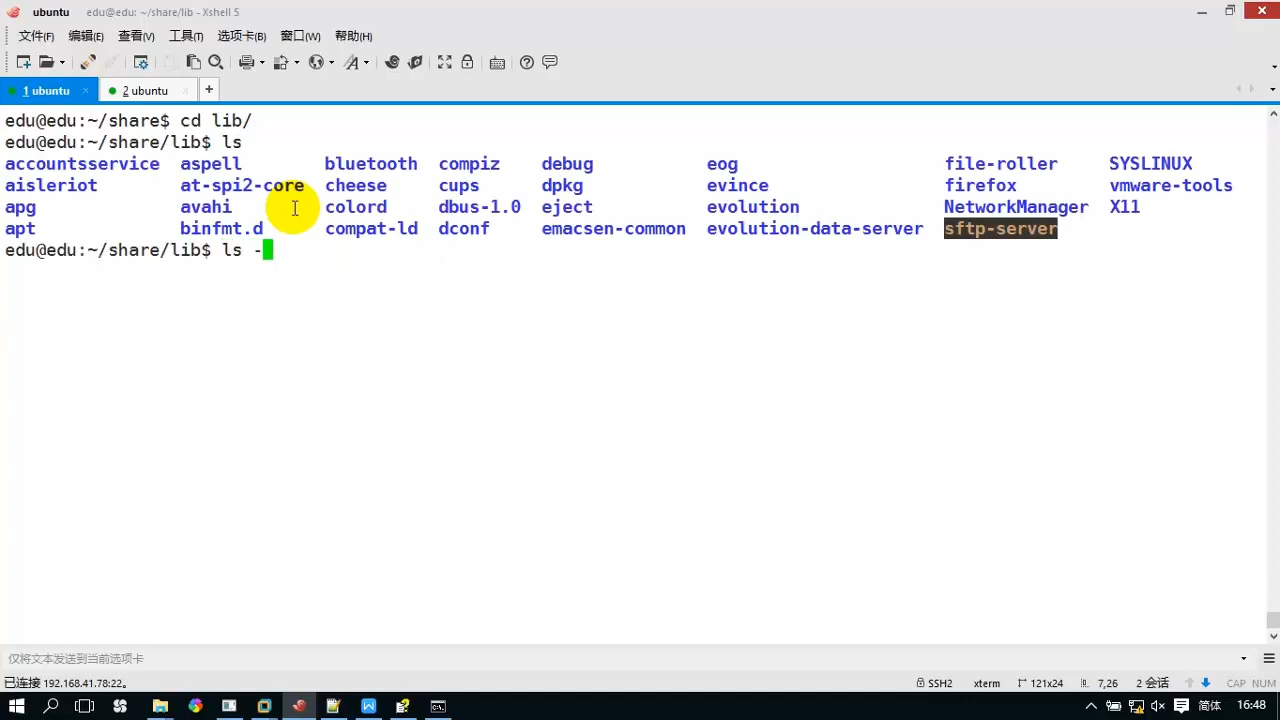 ubuntu edu@edu: ~/share/lib - Xshell 5
文件(F) 编辑(E) 查看(V) 工具(T) 选项卡(B) 窗口(W) 帮助(H)
1 ubuntu × 2 ubuntu × +
edu@edu:~/share$ cd lib/
edu@edu:~/share/lib$ ls
accountsservice aspell bluetooth compiz debug eog file-roller SYSLINUX
aisleriot at-spi2-core cheese cups dpkg evince firefox vmware-tools
apg avahi colord dbus-1.0 eject evolution NetworkManager X11
apt binfmt.d compat-ld dconf emacsen-common evolution-data-server sftp-server
edu@edu:~/share/lib$ ls -
仅将文本发送到当前选项卡
已连接 192.168.41.78:22。 SSH2 xterm 121x24 7,26 2 会话 CAP NUM
简体 16:48